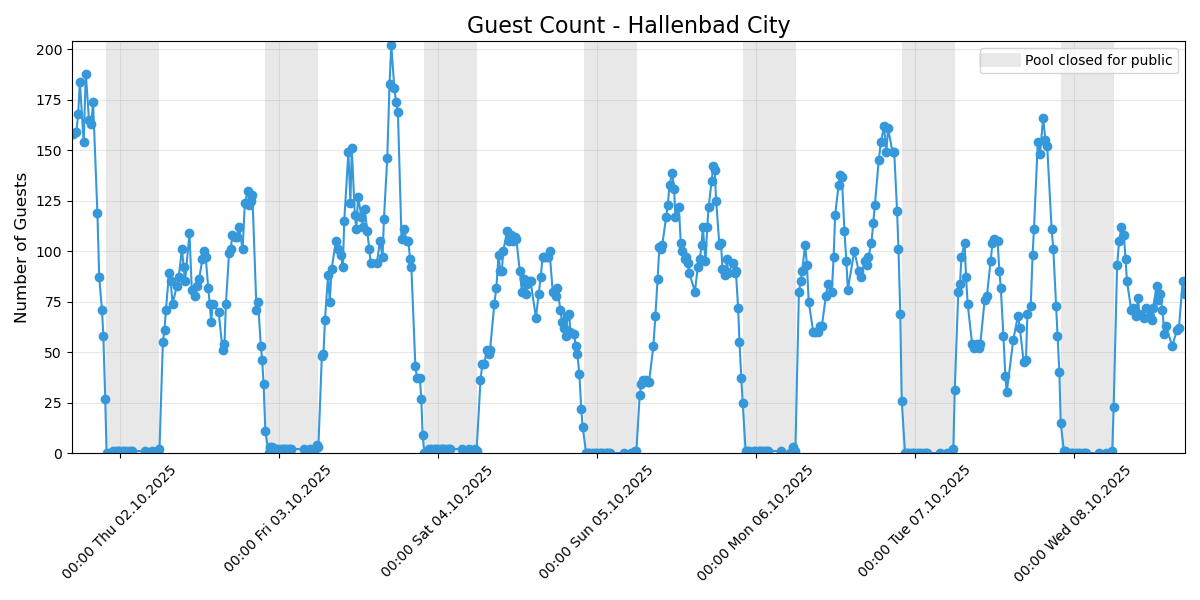 Guest Count - Hallenbad City
Pool closed for public
Number of Guests
200
175
150
125
100
75
50
25
0
00:00 Thu 02.10.2025
00:00 Fri 03.10.2025
00:00 Sat 04.10.2025
00:00 Sun 05.10.2025
00:00 Mon 06.10.2025
00:00 Tue 07.10.2025
00:00 Wed 08.10.2025